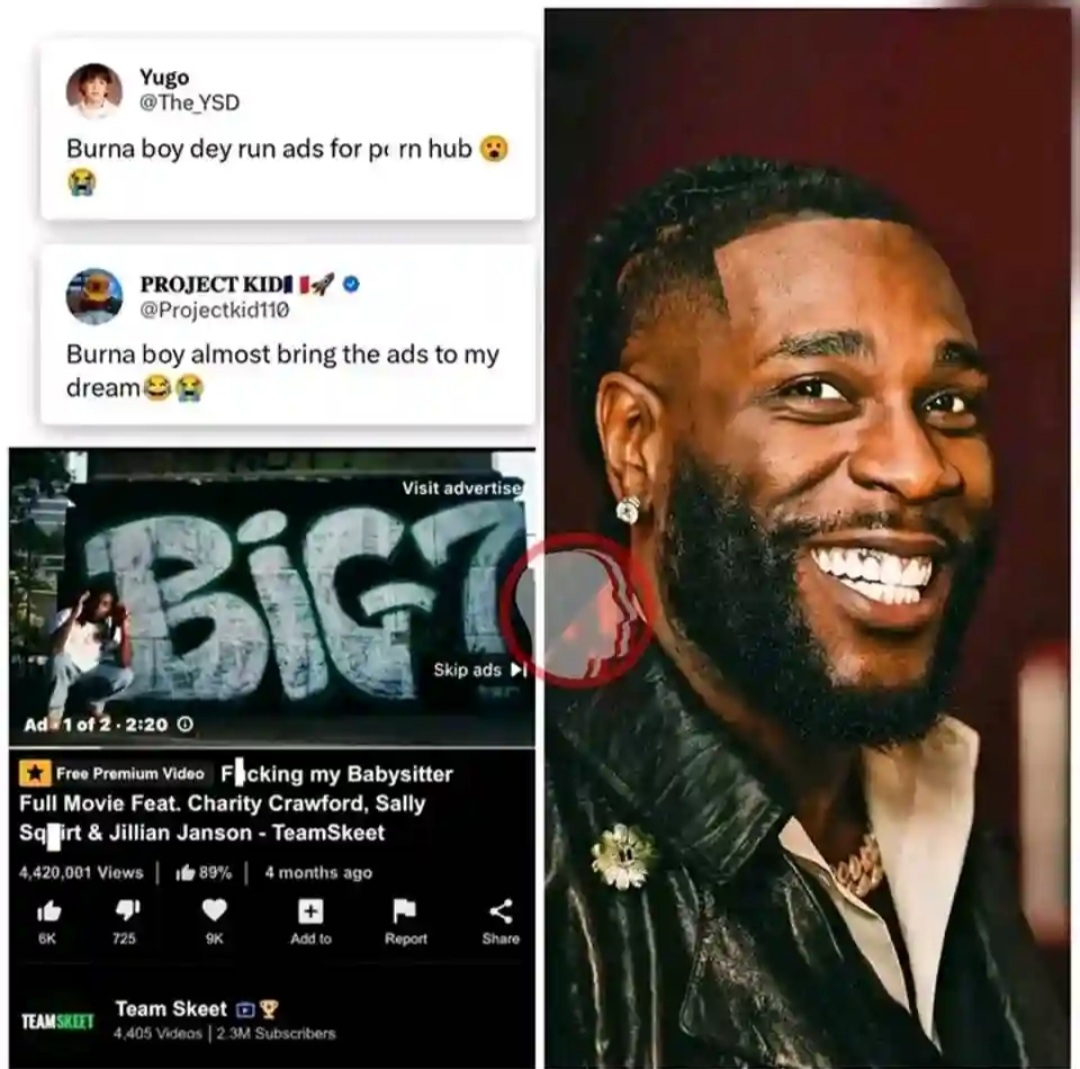 Yugo
@The_YSD
Burna boy dey run ads for p rn hub 😮
😭
PROJECT KID 🚀
@Projectkid110
Burna boy almost bring the ads to my
dream😂😭
Visit advertise
BiG7
Skip ads
Ad · 1 of 2 · 2:20
Free Premium Video F cking my Babysitter
Full Movie Feat. Charity Crawford, Sally
Sq irt & Jillian Janson - TeamSkeet
4,420,001 Views | 89% | 4 months ago
6K 725 9K Add to Report Share
TEAMSKEET
Team Skeet
4,405 Videos | 2.3M Subscribers